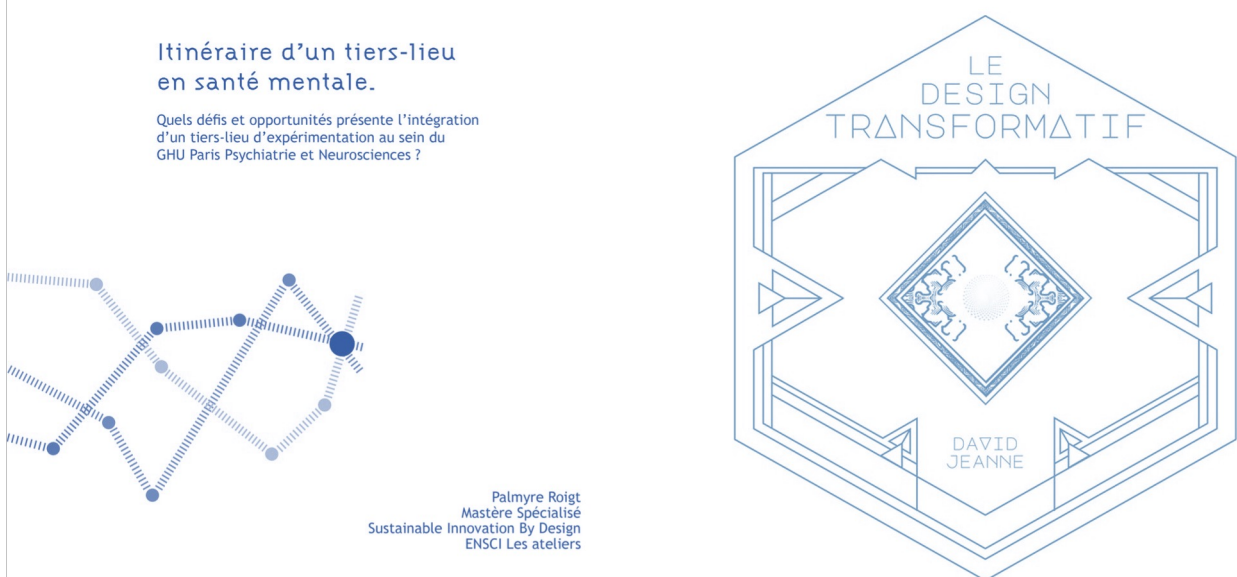 Itinéraire d'un tiers-lieu
en santé mentale.
Quels défis et opportunités présente l'intégration
d'un tiers-lieu d'expérimentation au sein du
GHU Paris Psychiatrie et Neurosciences ?
Palmyre Roigt
Mastère Spécialisé
Sustainable Innovation By Design
ENSCI Les ateliers
LE
DESIGN
TRANSFORMATIF
DAVID
JEANNE